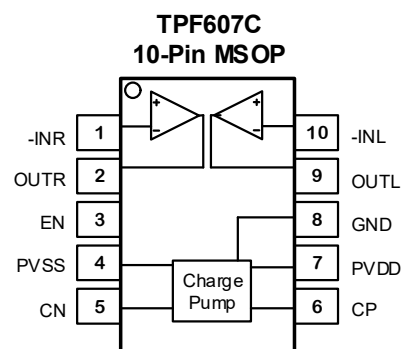 TPF607C
10-Pin MSOP
-INR 1 + - + - 10 -INL
OUTR 2 9 OUTL
EN 3 8 GND
PVSS 4 7 PVDD
Charge
Pump
CN 5 6 CP